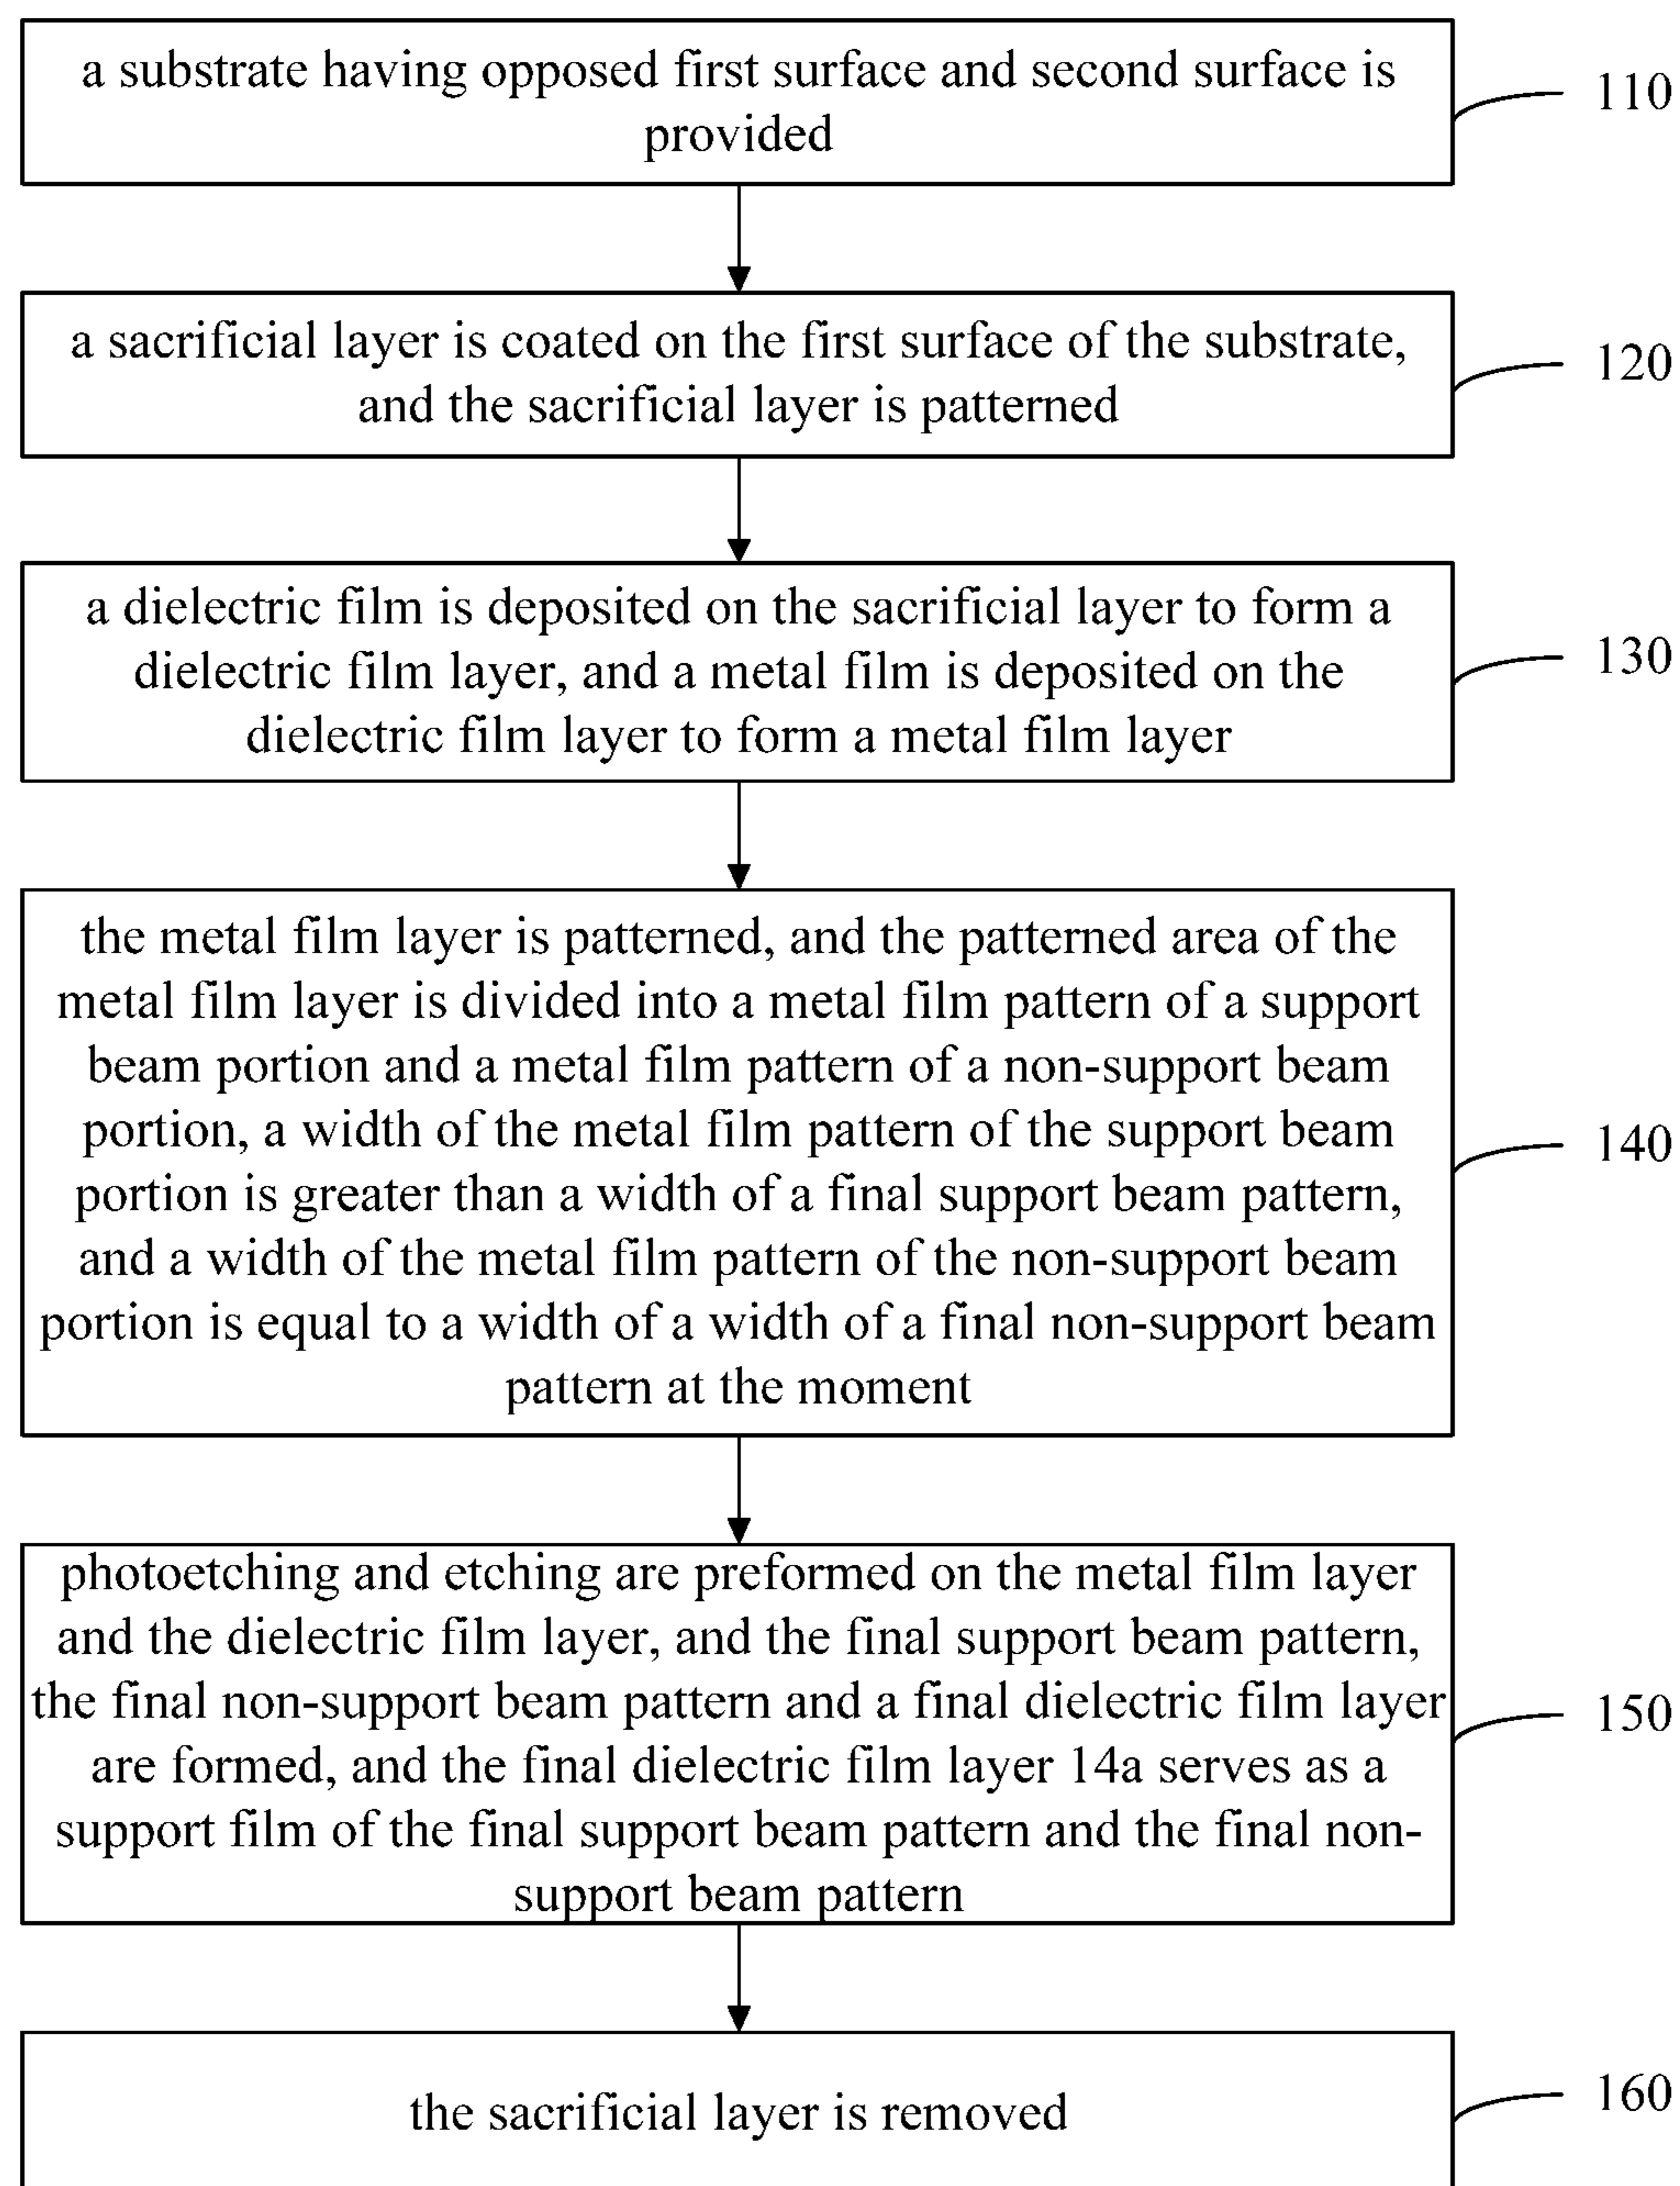 a substrate having opposed first surface and second surface is
provided
110
a sacrificial layer is coated on the first surface of the substrate,
and the sacrificial layer is patterned
120
a dielectric film is deposited on the sacrificial layer to form a
dielectric film layer, and a metal film is deposited on the
dielectric film layer to form a metal film layer
130
the metal film layer is patterned, and the patterned area of the
metal film layer is divided into a metal film pattern of a support
beam portion and a metal film pattern of a non-support beam
portion, a width of the metal film pattern of the support beam
portion is greater than a width of a final support beam pattern,
and a width of the metal film pattern of the non-support beam
portion is equal to a width of a width of a final non-support beam
pattern at the moment
140
photoetching and etching are preformed on the metal film layer
and the dielectric film layer, and the final support beam pattern,
the final non-support beam pattern and a final dielectric film layer
are formed, and the final dielectric film layer 14a serves as a
support film of the final support beam pattern and the final non-
support beam pattern
150
the sacrificial layer is removed
160